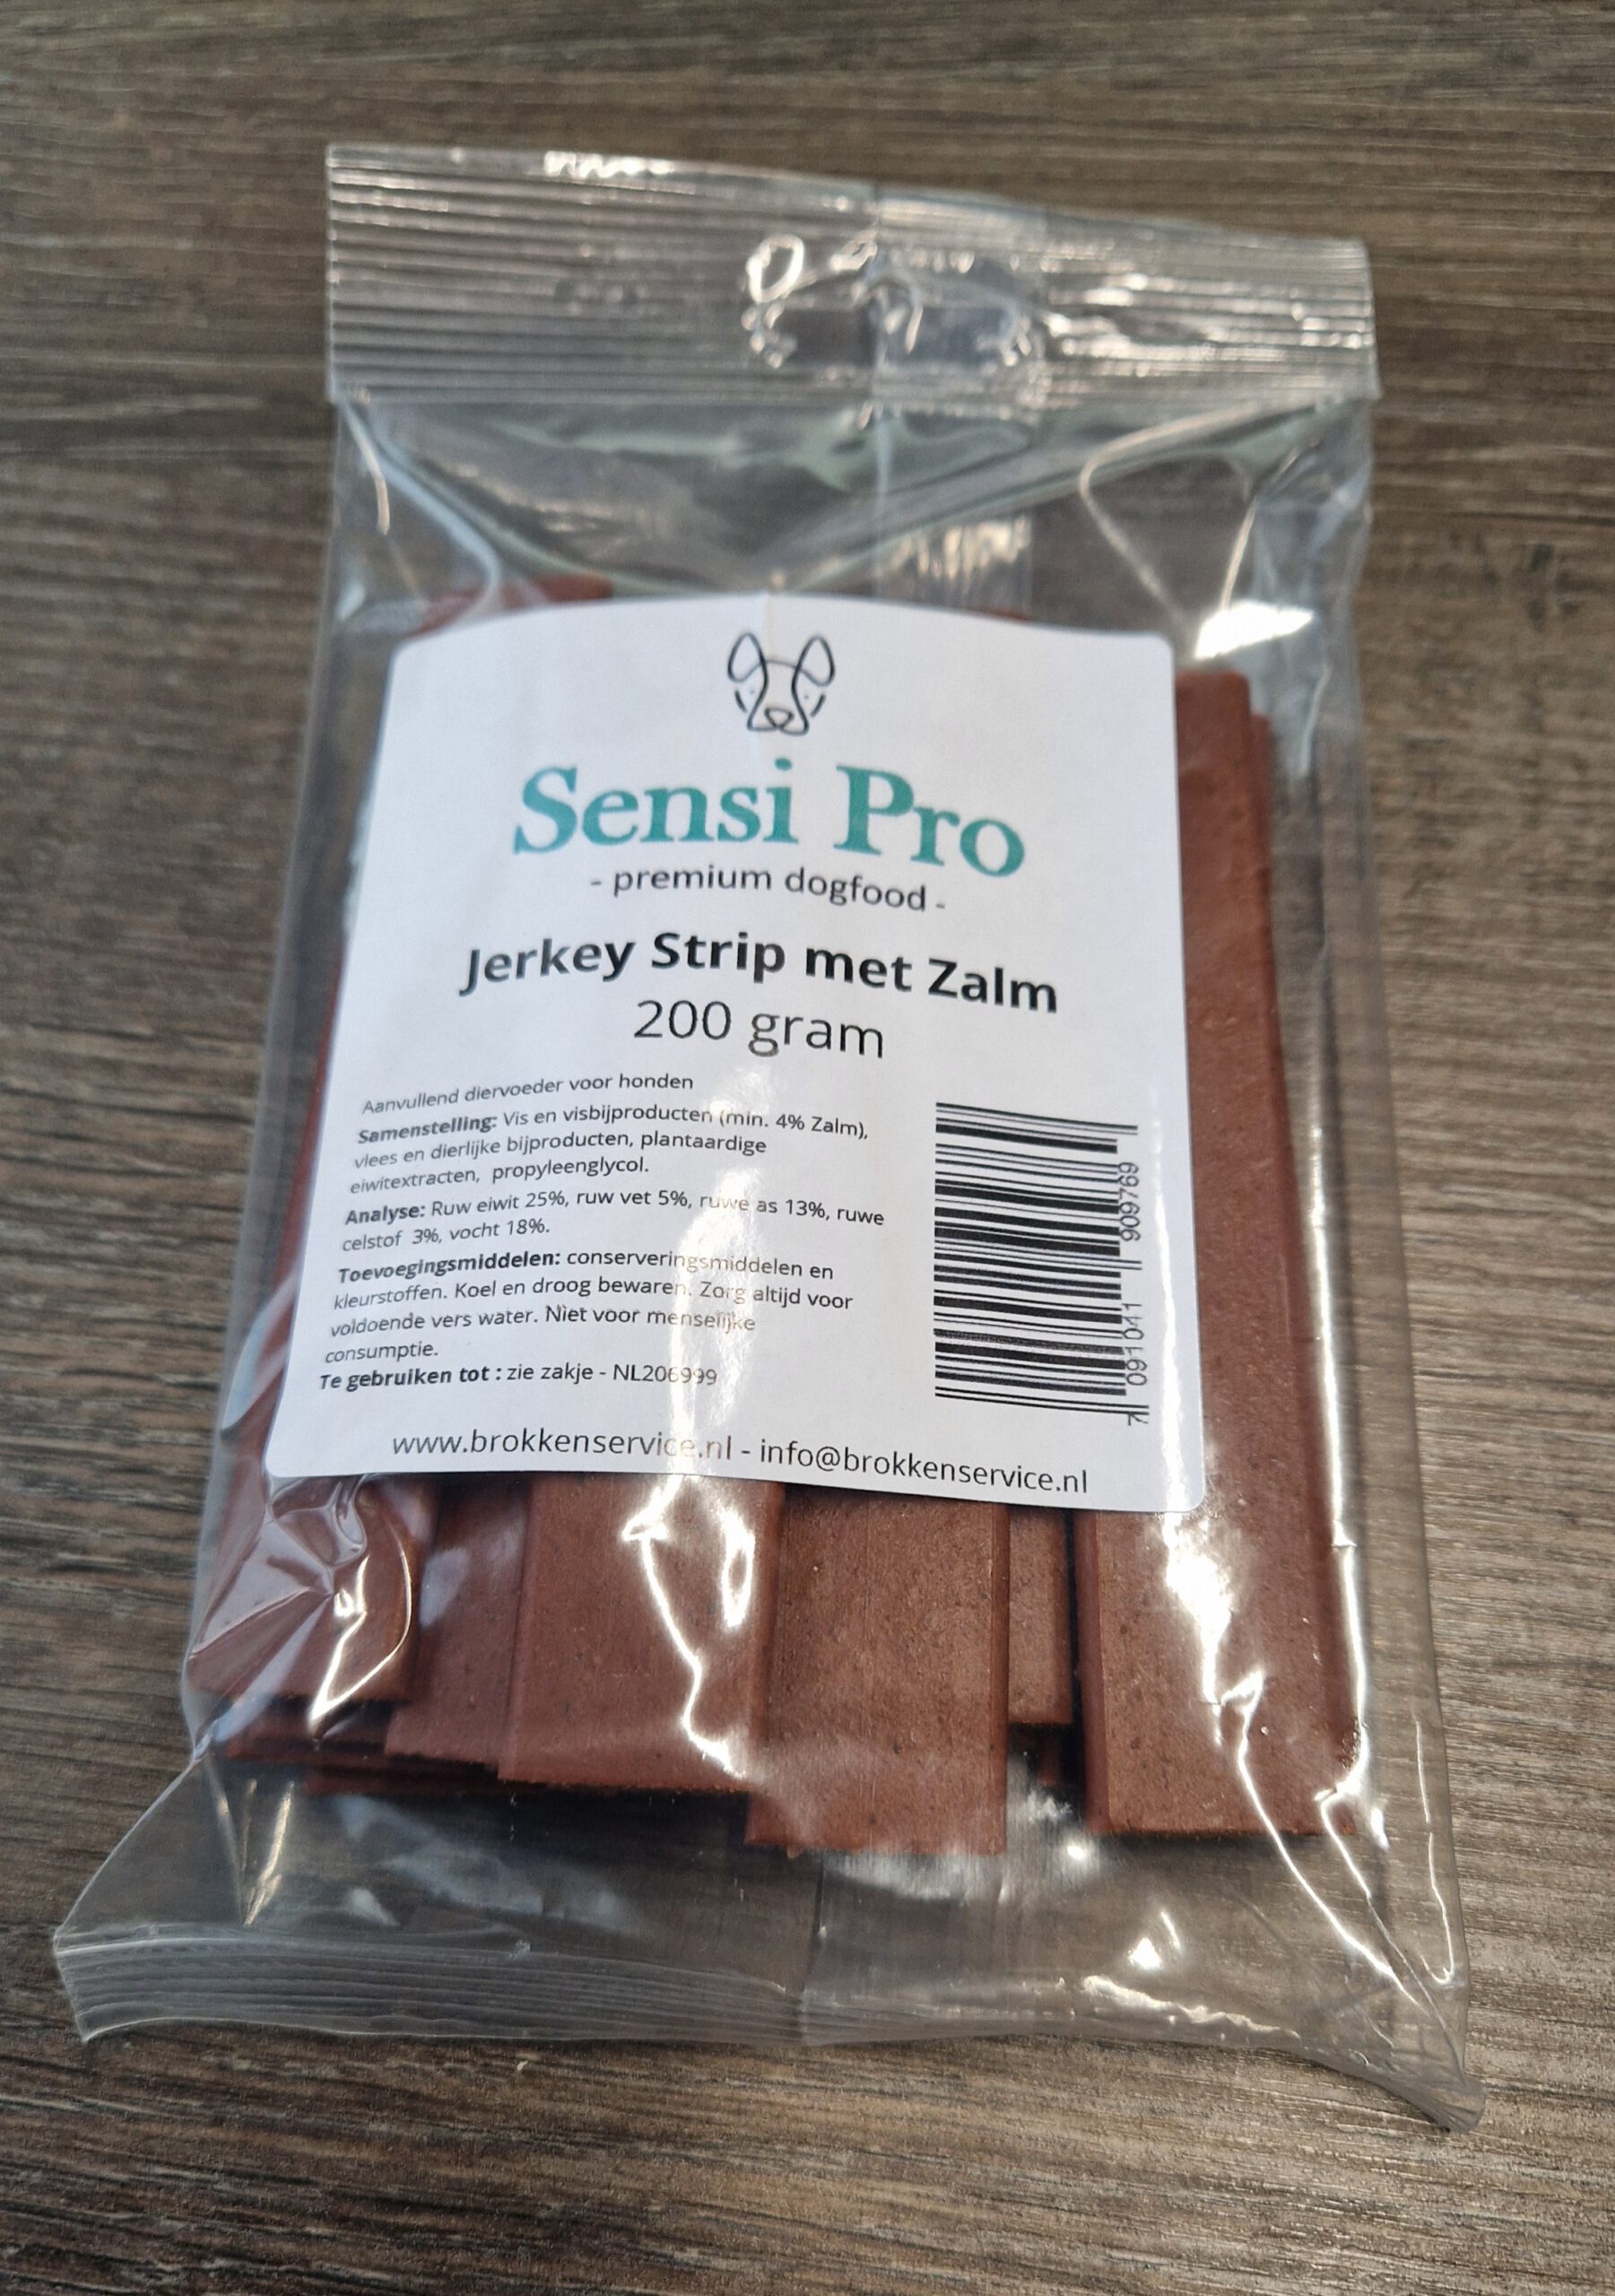 Sensi Pro
- premium dogfood -
Jerkey Strip met Zalm
200 gram
Aanvullend diervoeder voor honden
Samenstelling: Vis en visbijproducten (min. 4% Zalm),
vlees en dierlijke bijproducten, plantaardige
eiwitextracten, propyleenglycol.
Analyse: Ruw eiwit 25%, ruw vet 5%, ruwe as 13%, ruwe
celstof 3%, vocht 18%.
Toevoegingsmiddelen: conserveringsmiddelen en
kleurstoffen. Koel en droog bewaren. Zorg altijd voor
voldoende vers water. Niet voor menselijke
consumptie.
Te gebruiken tot : zie zakje - NL206999
7 091041 909769
www.brokkenservice.nl - info@brokkenservice.nl